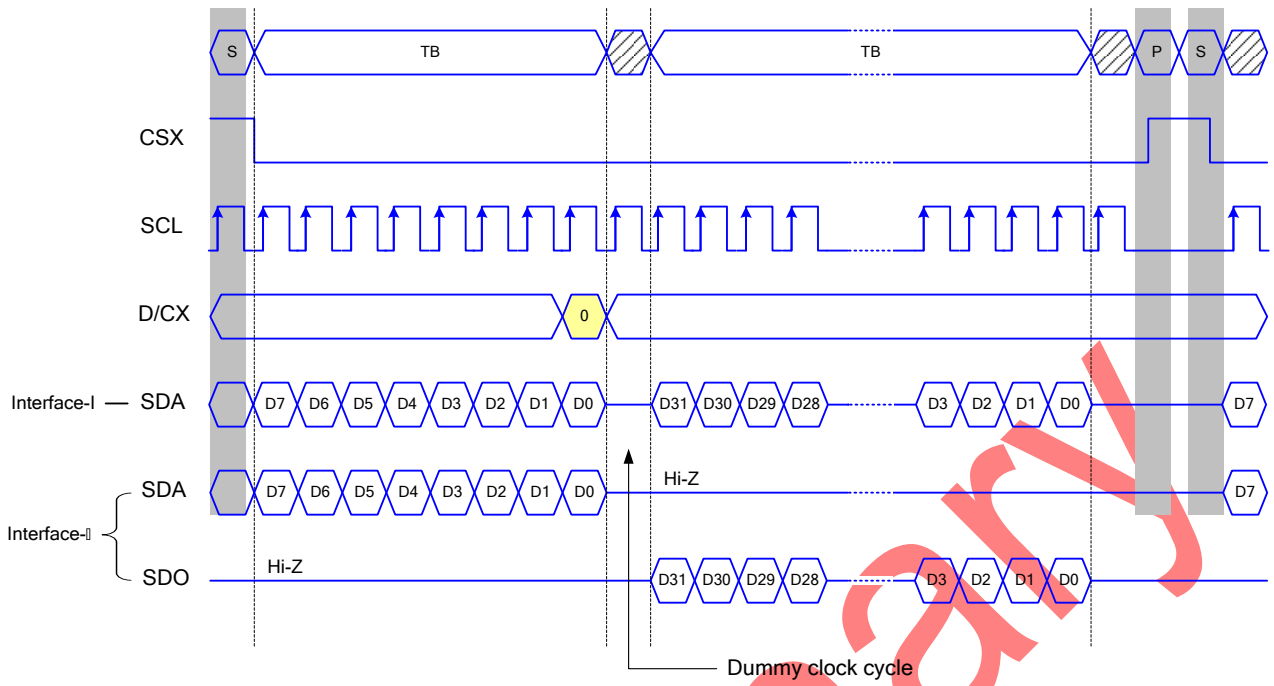 S TB TB P S
CSX
SCL
D/CX 0
Interface-I SDA D7 D6 D5 D4 D3 D2 D1 D0 D31 D30 D29 D28 D3 D2 D1 D0 D7
SDA D7 D6 D5 D4 D3 D2 D1 D0 Hi-Z D7
Interface-▯
SDO Hi-Z D31 D30 D29 D28 D3 D2 D1 D0
Dummy clock cycle
ary